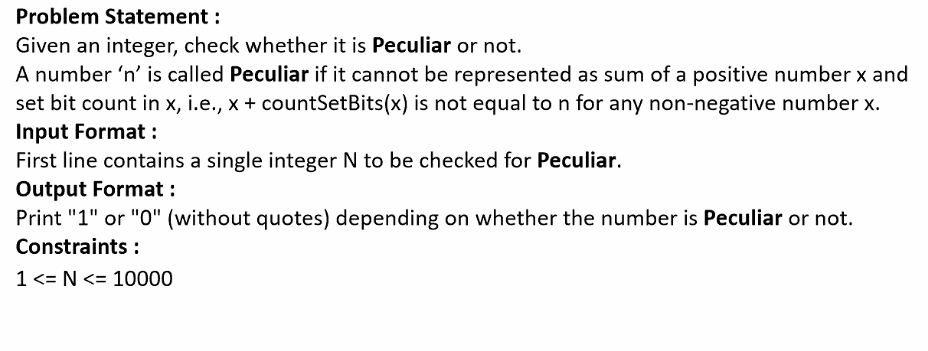 Problem Statement :
Given an integer, check whether it is Peculiar or not.
A number ‘n’ is called Peculiar if it cannot be represented as sum of a positive number x and
set bit count in x, i.e., x + countSetBits(x) is not equal to n for any non-negative number x.
Input Format :
First line contains a single integer N to be checked for Peculiar.
Output Format :
Print "1" or "0" (without quotes) depending on whether the number is Peculiar or not.
Constraints :
1 <= N <= 10000